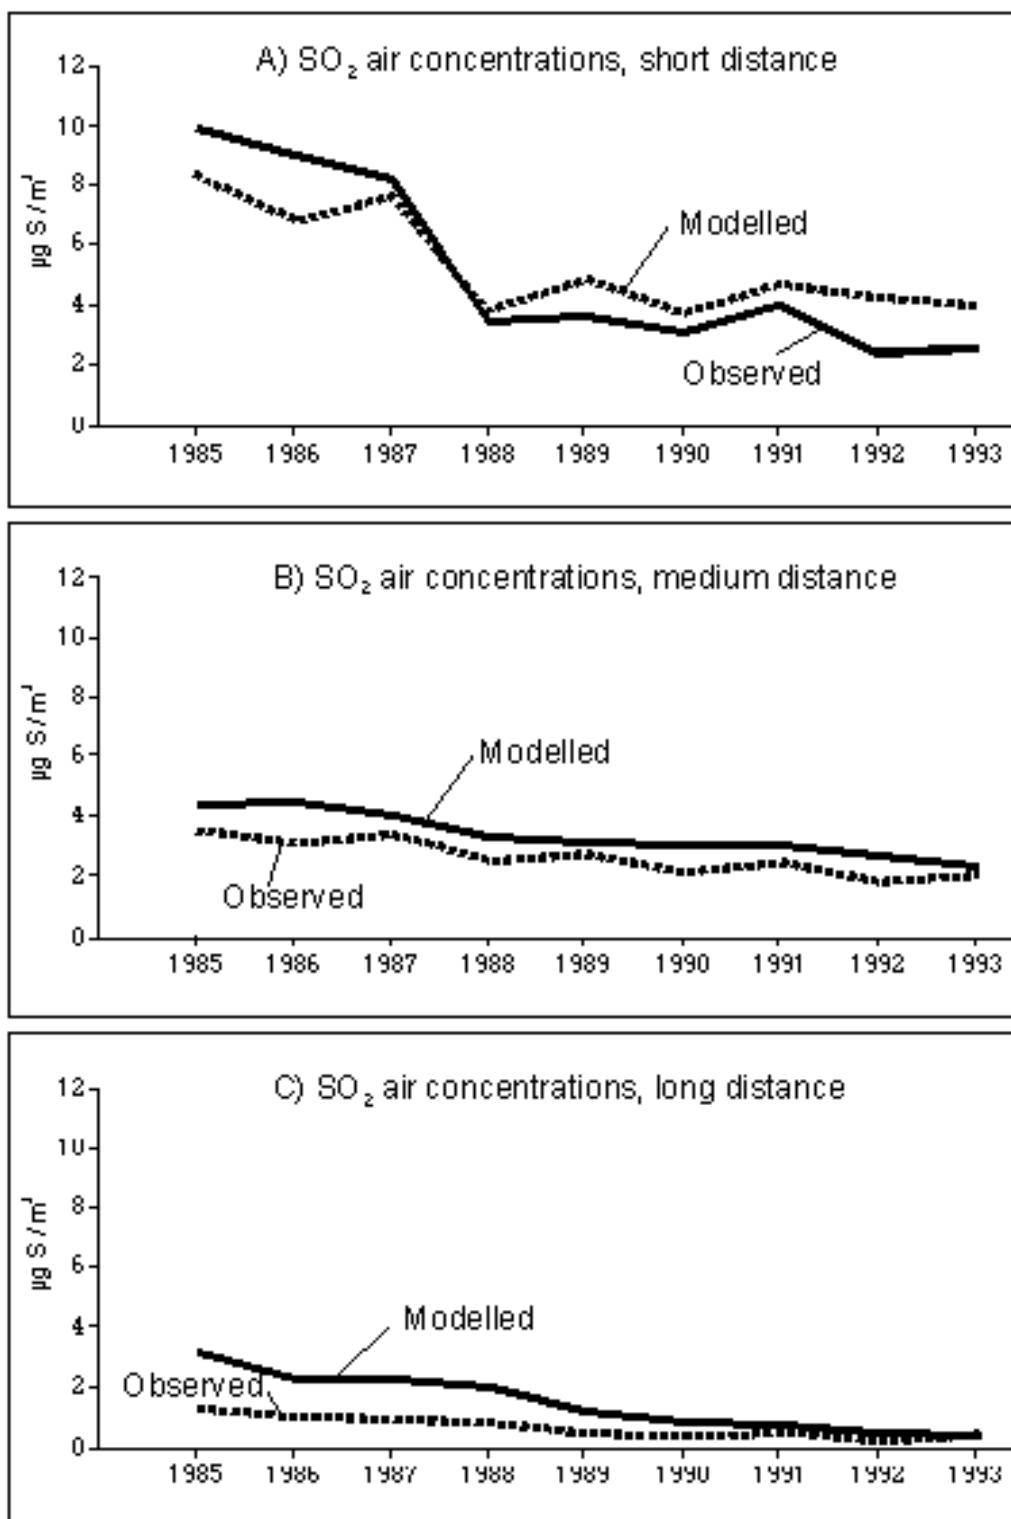 A) SO₂ air concentrations, short distance
12
10
8
6
4
2
0
µg S/m³
Modelled
Observed
1985 1986 1987 1988 1989 1990 1991 1992 1993
B) SO₂ air concentrations, medium distance
12
10
8
6
4
2
0
µg S/m³
Modelled
Observed
1985 1986 1987 1988 1989 1990 1991 1992 1993
C) SO₂ air concentrations, long distance
12
10
8
6
4
2
0
µg S/m³
Modelled
Observed
1985 1986 1987 1988 1989 1990 1991 1992 1993